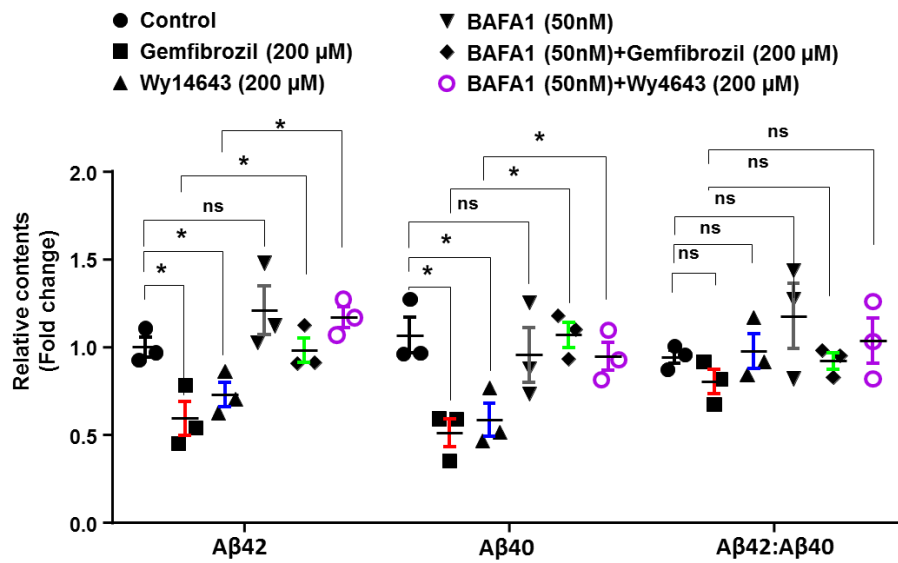 Control
Gemfibrozil (200 µM)
Wy14643 (200 µM)
BAFA1 (50nM)
BAFA1 (50nM)+Gemfibrozil (200 µM)
BAFA1 (50nM)+Wy4643 (200 µM)
Relative contents
(Fold change)
2.0
1.5
1.0
0.5
0.0
*
*
ns
*
*
*
*
ns
*
*
ns
ns
ns
ns
ns
Aβ42
Aβ40
Aβ42:Aβ40